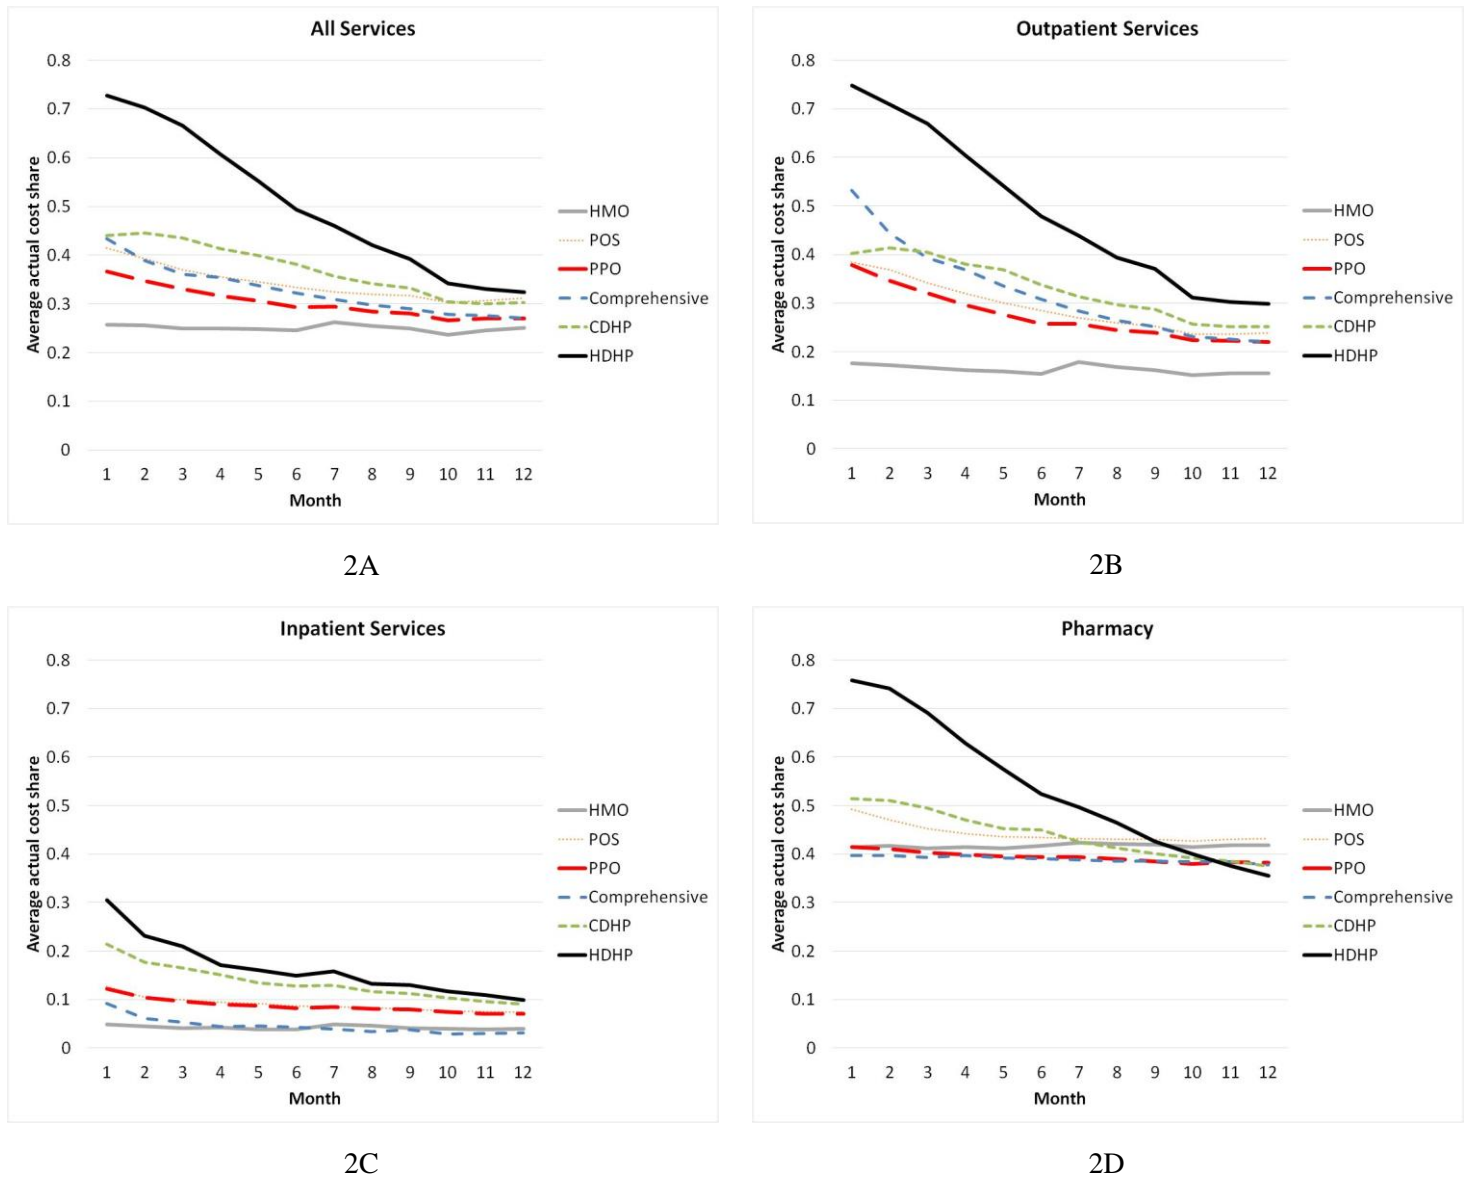 All Services
Average actual cost share
0.8
0.7
0.6
0.5
0.4
0.3
0.2
0.1
0
1 2 3 4 5 6 7 8 9 10 11 12
Month
HMO
POS
PPO
Comprehensive
CDHP
HDHP
2A
Outpatient Services
Average actual cost share
0.8
0.7
0.6
0.5
0.4
0.3
0.2
0.1
0
1 2 3 4 5 6 7 8 9 10 11 12
Month
HMO
POS
PPO
Comprehensive
CDHP
HDHP
2B
Inpatient Services
Average actual cost share
0.8
0.7
0.6
0.5
0.4
0.3
0.2
0.1
0
1 2 3 4 5 6 7 8 9 10 11 12
Month
HMO
POS
PPO
Comprehensive
CDHP
HDHP
2C
Pharmacy
Average actual cost share
0.8
0.7
0.6
0.5
0.4
0.3
0.2
0.1
0
1 2 3 4 5 6 7 8 9 10 11 12
Month
HMO
POS
PPO
Comprehensive
CDHP
HDHP
2D